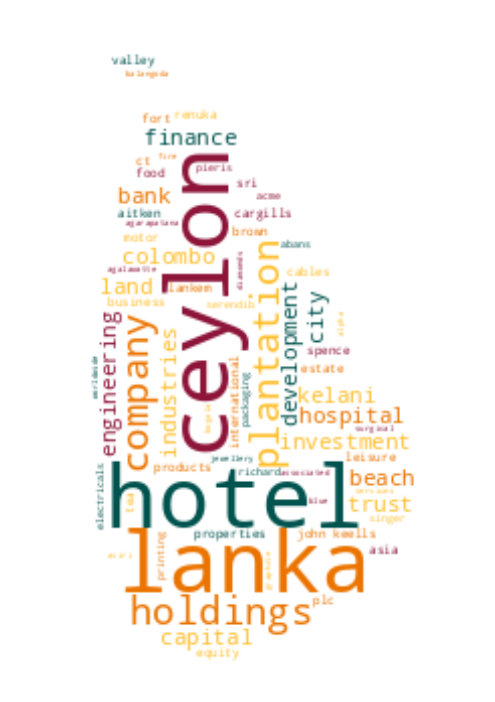 valley
balangoda
fort
renuka
finance
ct
fire
food
pieris
sri
bank
acme
aitken
cargills
agarapatana
brown
motor
ceylon
abans
colombo
agalawatte
diamonds
cables
land
lankem
business
serendib
plantation
development
city
alpha
engineering
company
industries
international
packaging
spence
estate
worldwide
kelani
hospital
surgical
investment
jewellery
leisure
products
richard
associated
beach
electricals
hotel
tea
blue
services
trust
singer
properties
john keells
printing
lanka
asia
asiri
graphite
holdings
plc
capital
equity